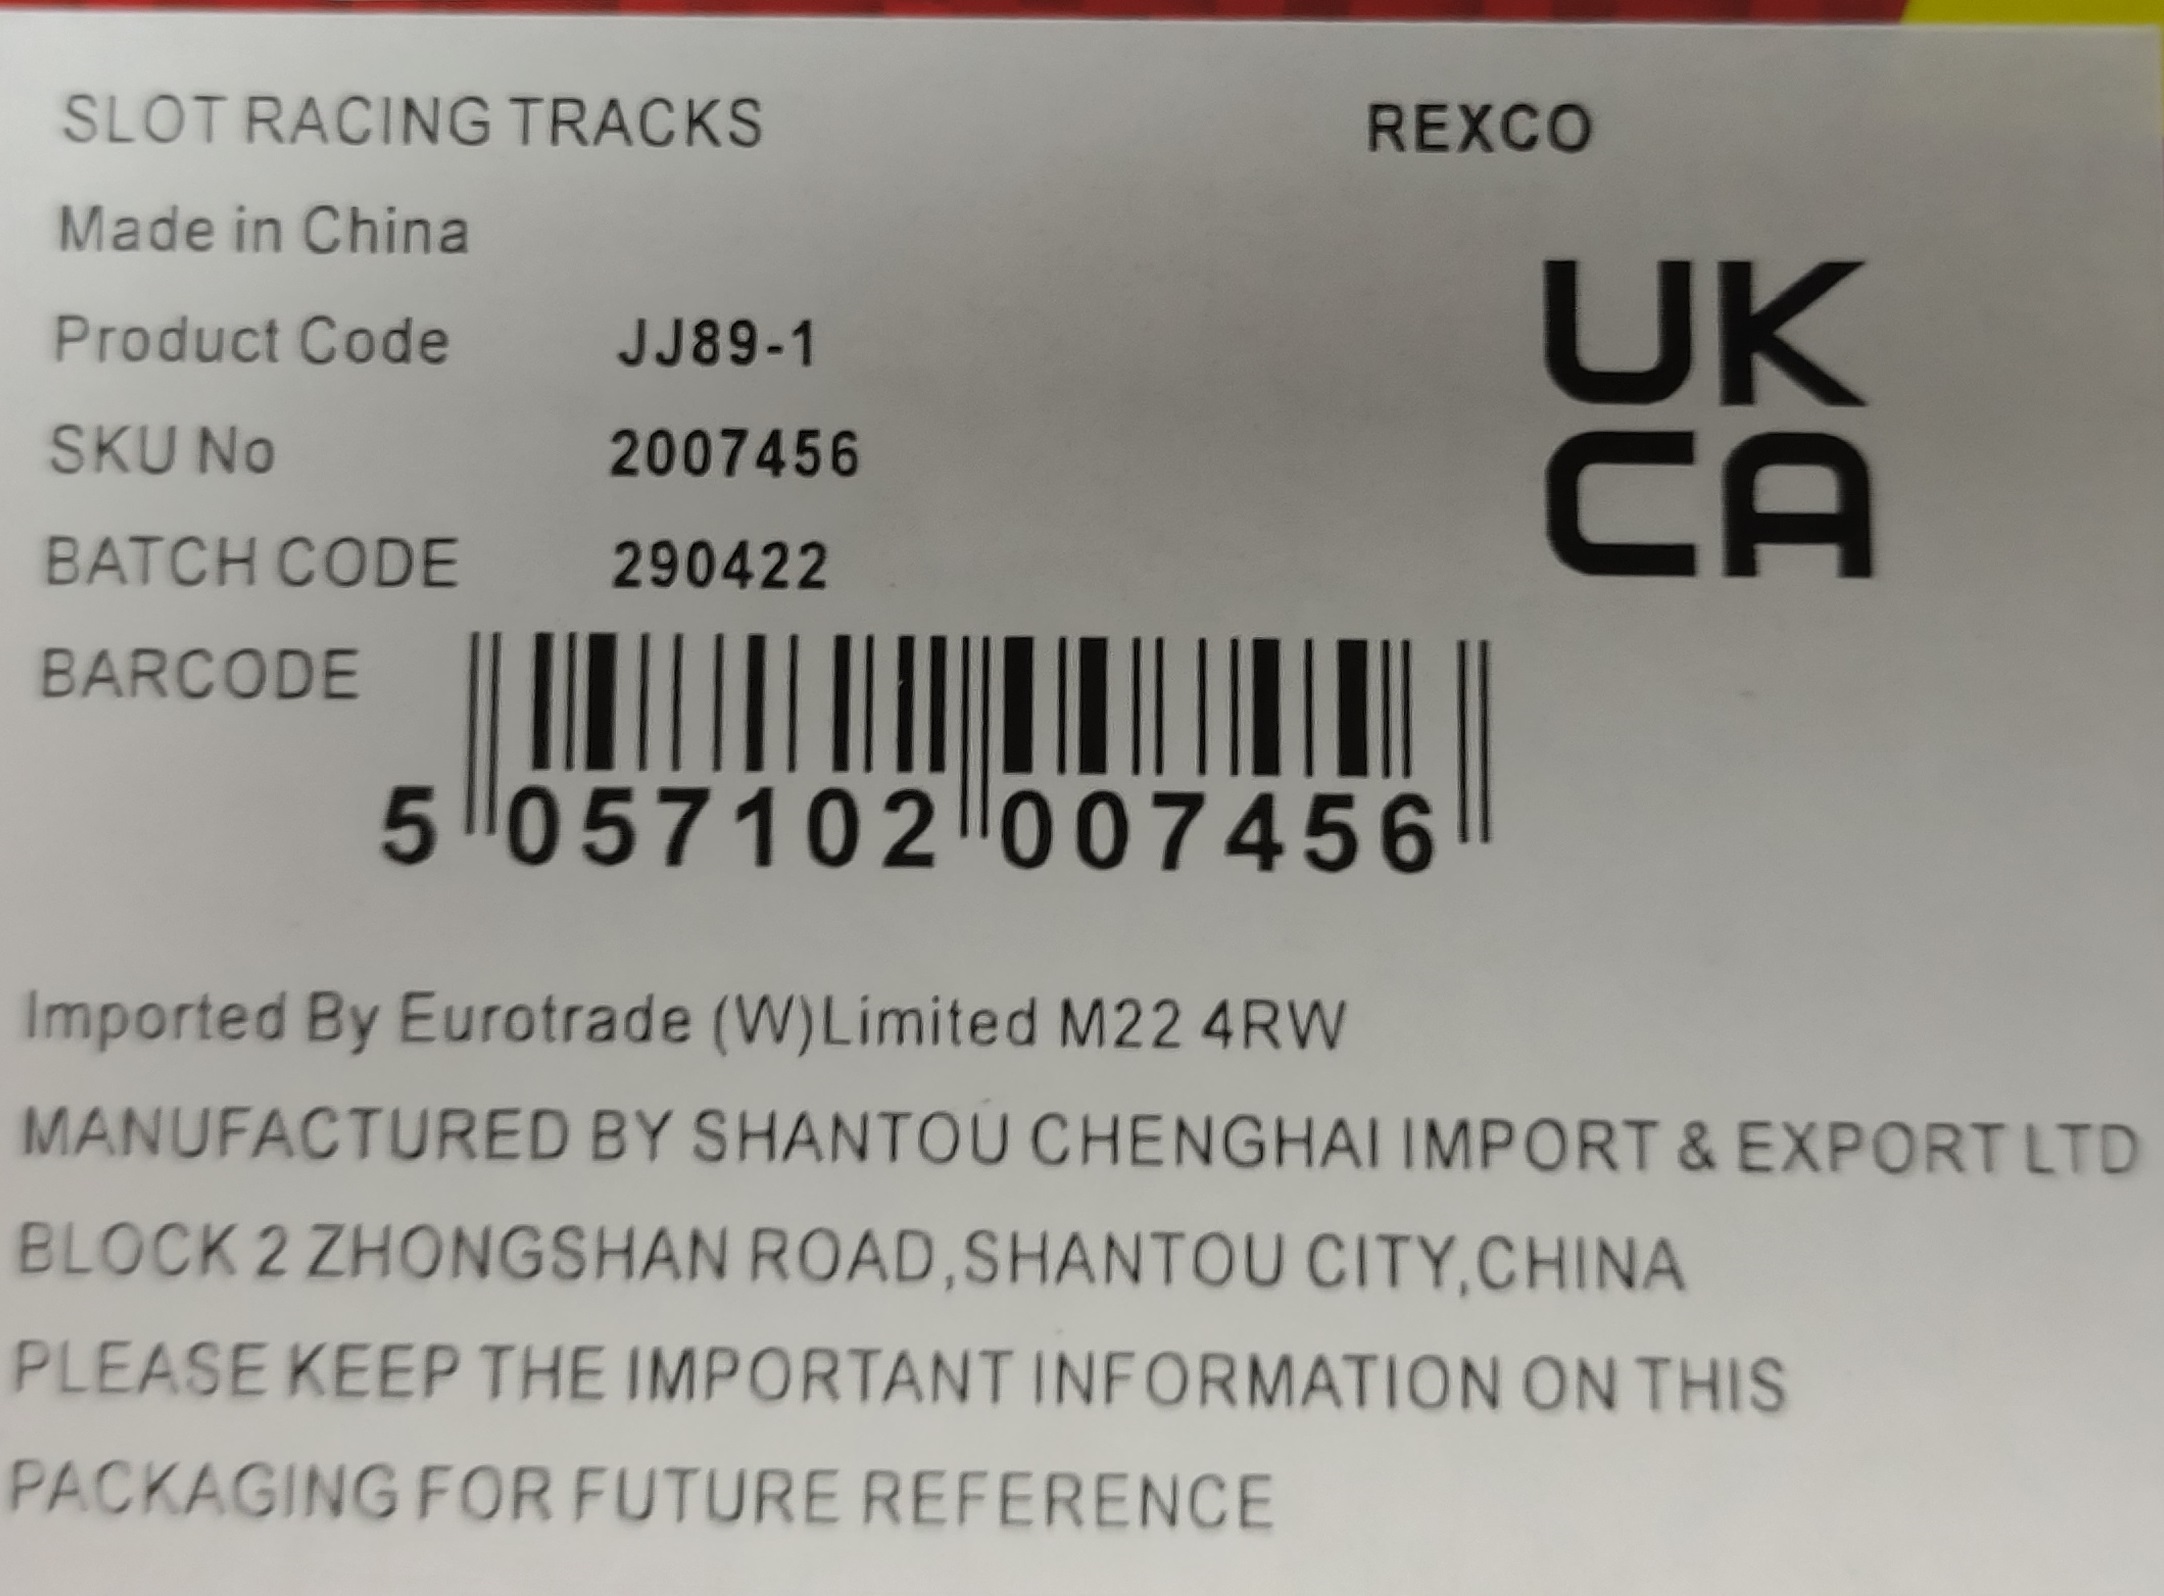 SLOT RACING TRACKS REXCO
Made in China
Product Code JJ89-1
SKU No 2007456
BATCH CODE 290422
UK
CA
BARCODE
5 057102 007456
Imported By Eurotrade (W)Limited M22 4RW
MANUFACTURED BY SHANTOU CHENGHAI IMPORT & EXPORT LTD
BLOCK 2 ZHONGSHAN ROAD,SHANTOU CITY,CHINA
PLEASE KEEP THE IMPORTANT INFORMATION ON THIS
PACKAGING FOR FUTURE REFERENCE